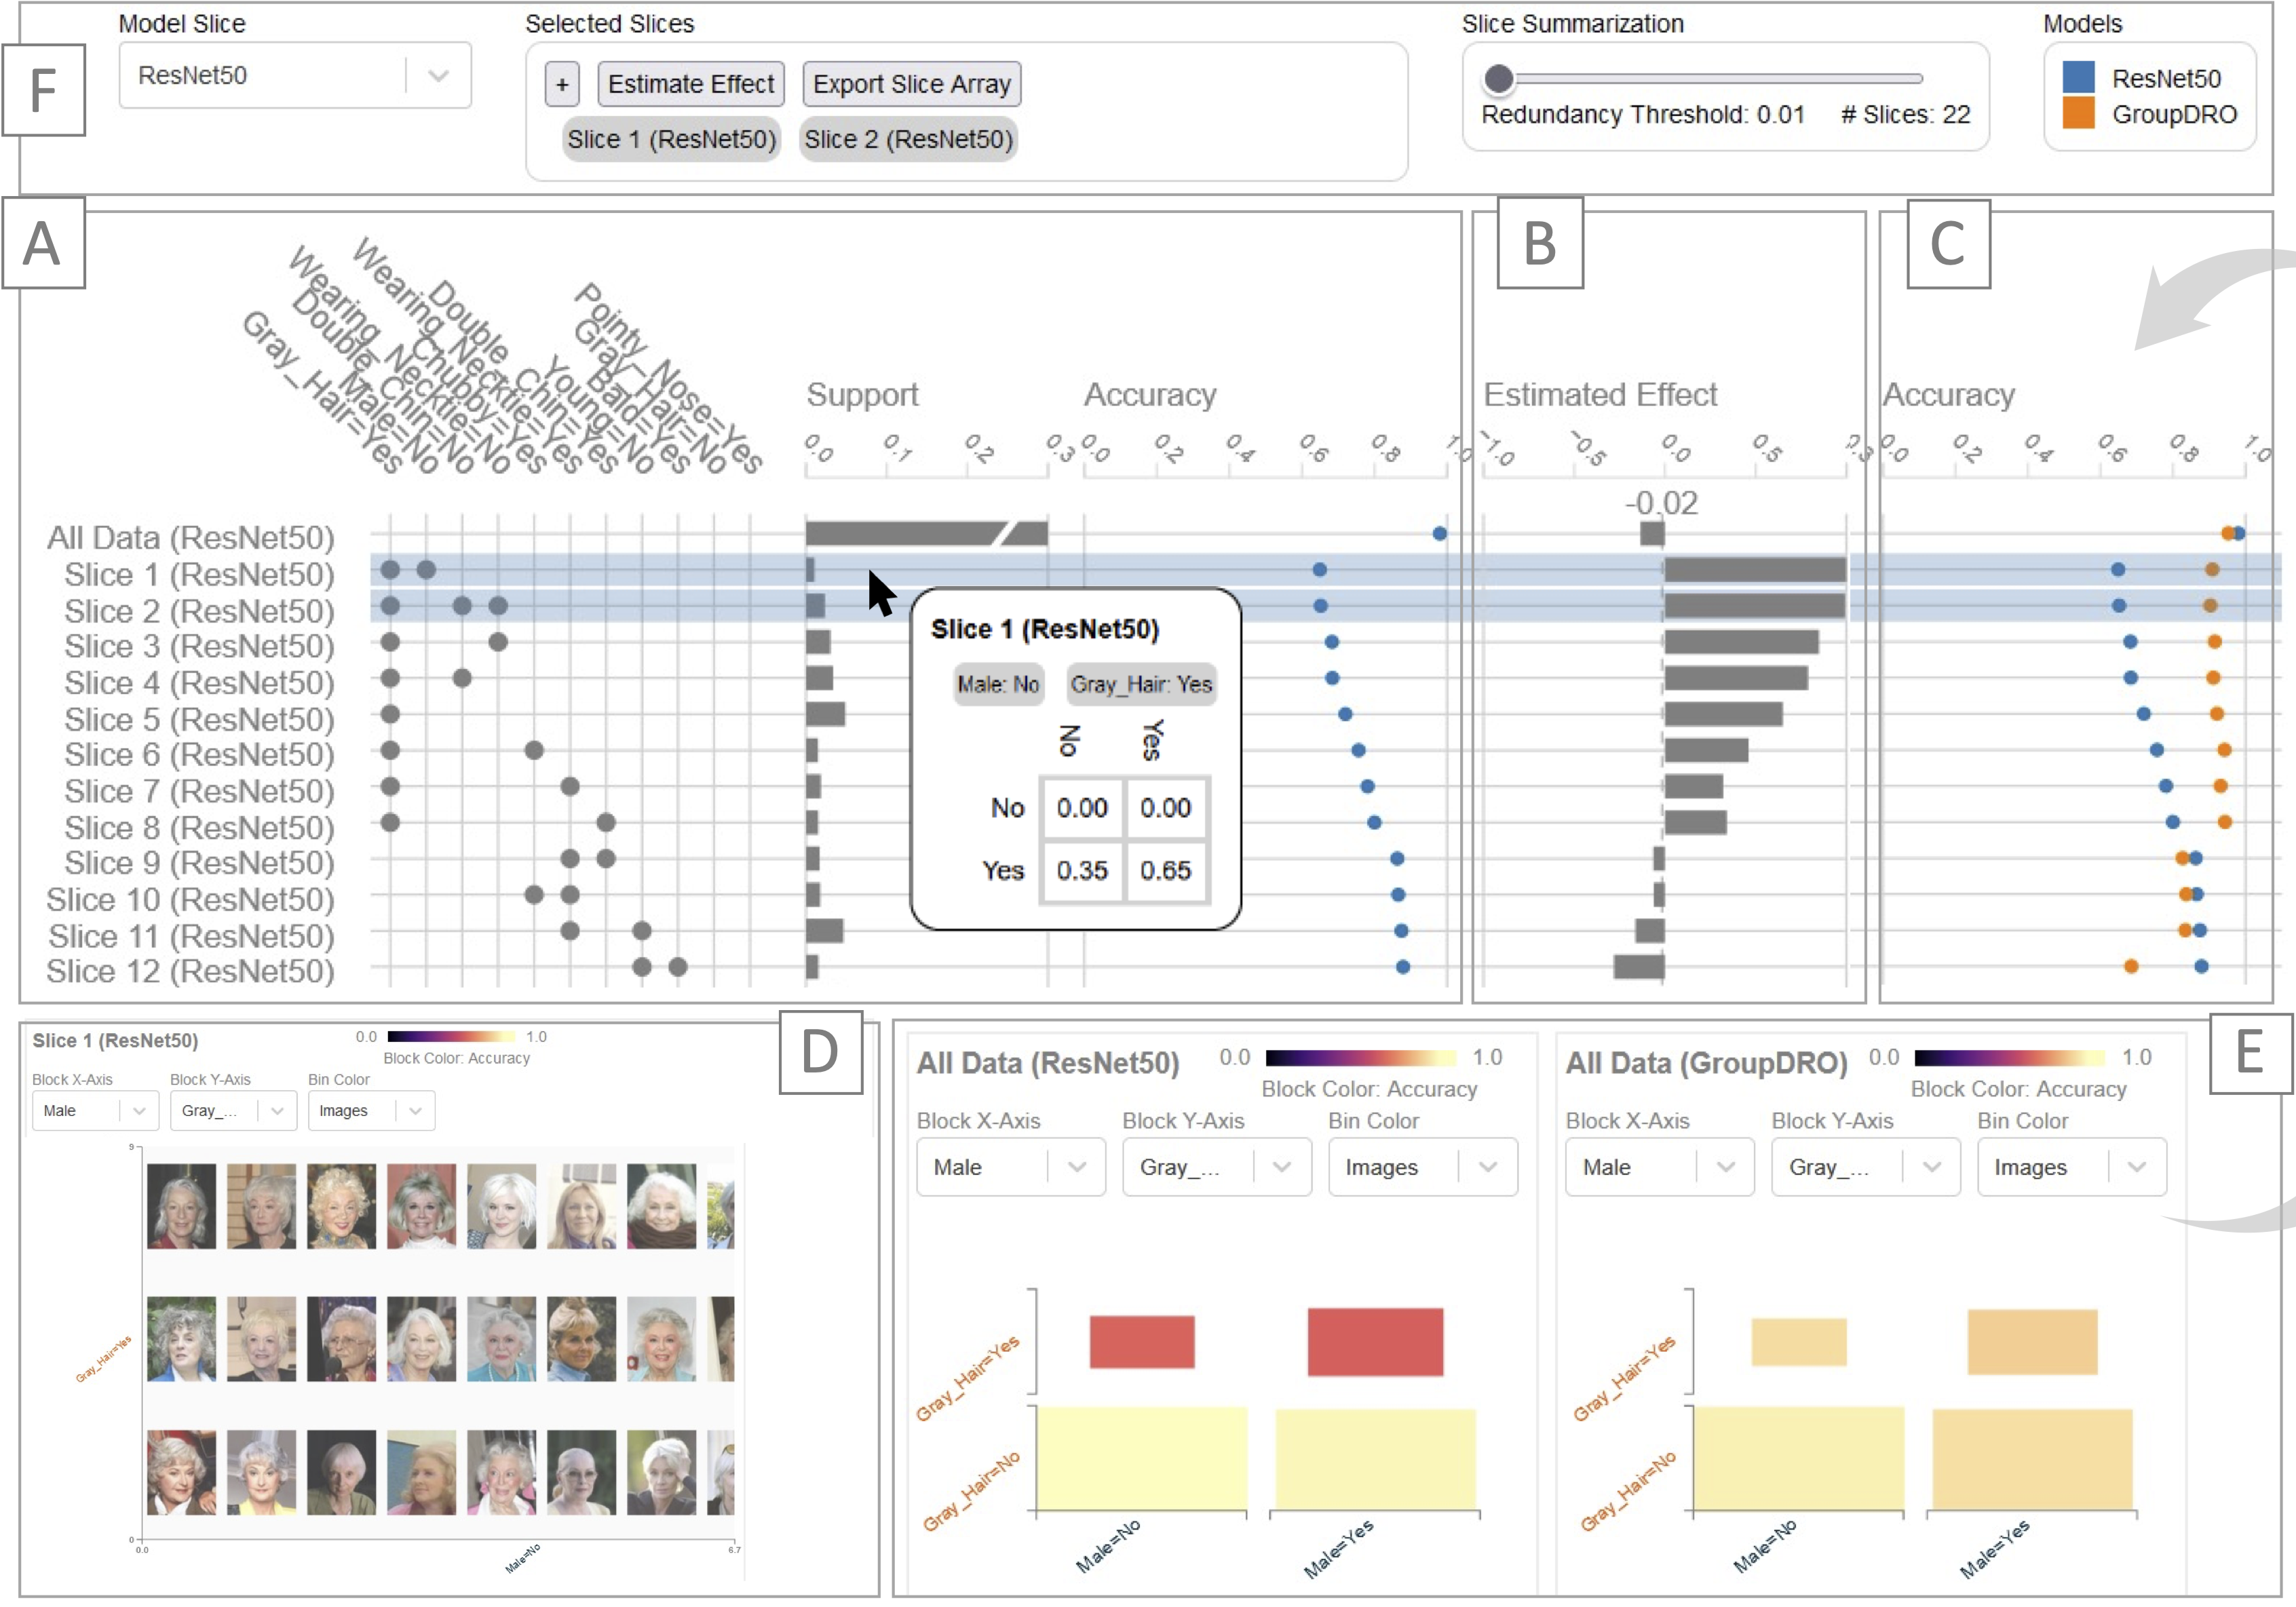 F
Model Slice
ResNet50
Selected Slices
+
Estimate Effect
Export Slice Array
Slice 1 (ResNet50)
Slice 2 (ResNet50)
Slice Summarization
Redundancy Threshold: 0.01
# Slices: 22
Models
ResNet50
GroupDRO
A
Gray_Hair=Yes
Male=No
Double_Chin=No
Wearing_Necktie=No
Chubby=Yes
Wearing_Necktie=Yes
Double_Chin=Yes
Young=No
Bald=Yes
Gray_Hair=No
Pointy_Nose=Yes
Support
0.0
0.1
0.2
0.3
Accuracy
0.0
0.2
0.4
0.6
0.8
1.0
All Data (ResNet50)
Slice 1 (ResNet50)
Slice 2 (ResNet50)
Slice 3 (ResNet50)
Slice 4 (ResNet50)
Slice 5 (ResNet50)
Slice 6 (ResNet50)
Slice 7 (ResNet50)
Slice 8 (ResNet50)
Slice 9 (ResNet50)
Slice 10 (ResNet50)
Slice 11 (ResNet50)
Slice 12 (ResNet50)
Slice 1 (ResNet50)
Male: No
Gray_Hair: Yes
No
Yes
No
0.00
0.00
Yes
0.35
0.65
B
Estimated Effect
-1.0
-0.5
0.0
0.5
-0.02
C
Accuracy
0.0
0.2
0.4
0.6
0.8
1.0
D
Slice 1 (ResNet50)
0.0
1.0
Block Color: Accuracy
Block X-Axis
Block Y-Axis
Bin Color
Male
Gray_...
Images
9
Gray_Hair=Yes
0
0.0
Male=No
6.7
E
All Data (ResNet50)
0.0
1.0
Block Color: Accuracy
Block X-Axis
Block Y-Axis
Bin Color
Male
Gray_...
Images
Gray_Hair=Yes
Gray_Hair=No
Male=No
Male=Yes
All Data (GroupDRO)
0.0
1.0
Block Color: Accuracy
Block X-Axis
Block Y-Axis
Bin Color
Male
Gray_...
Images
Gray_Hair=Yes
Gray_Hair=No
Male=No
Male=Yes